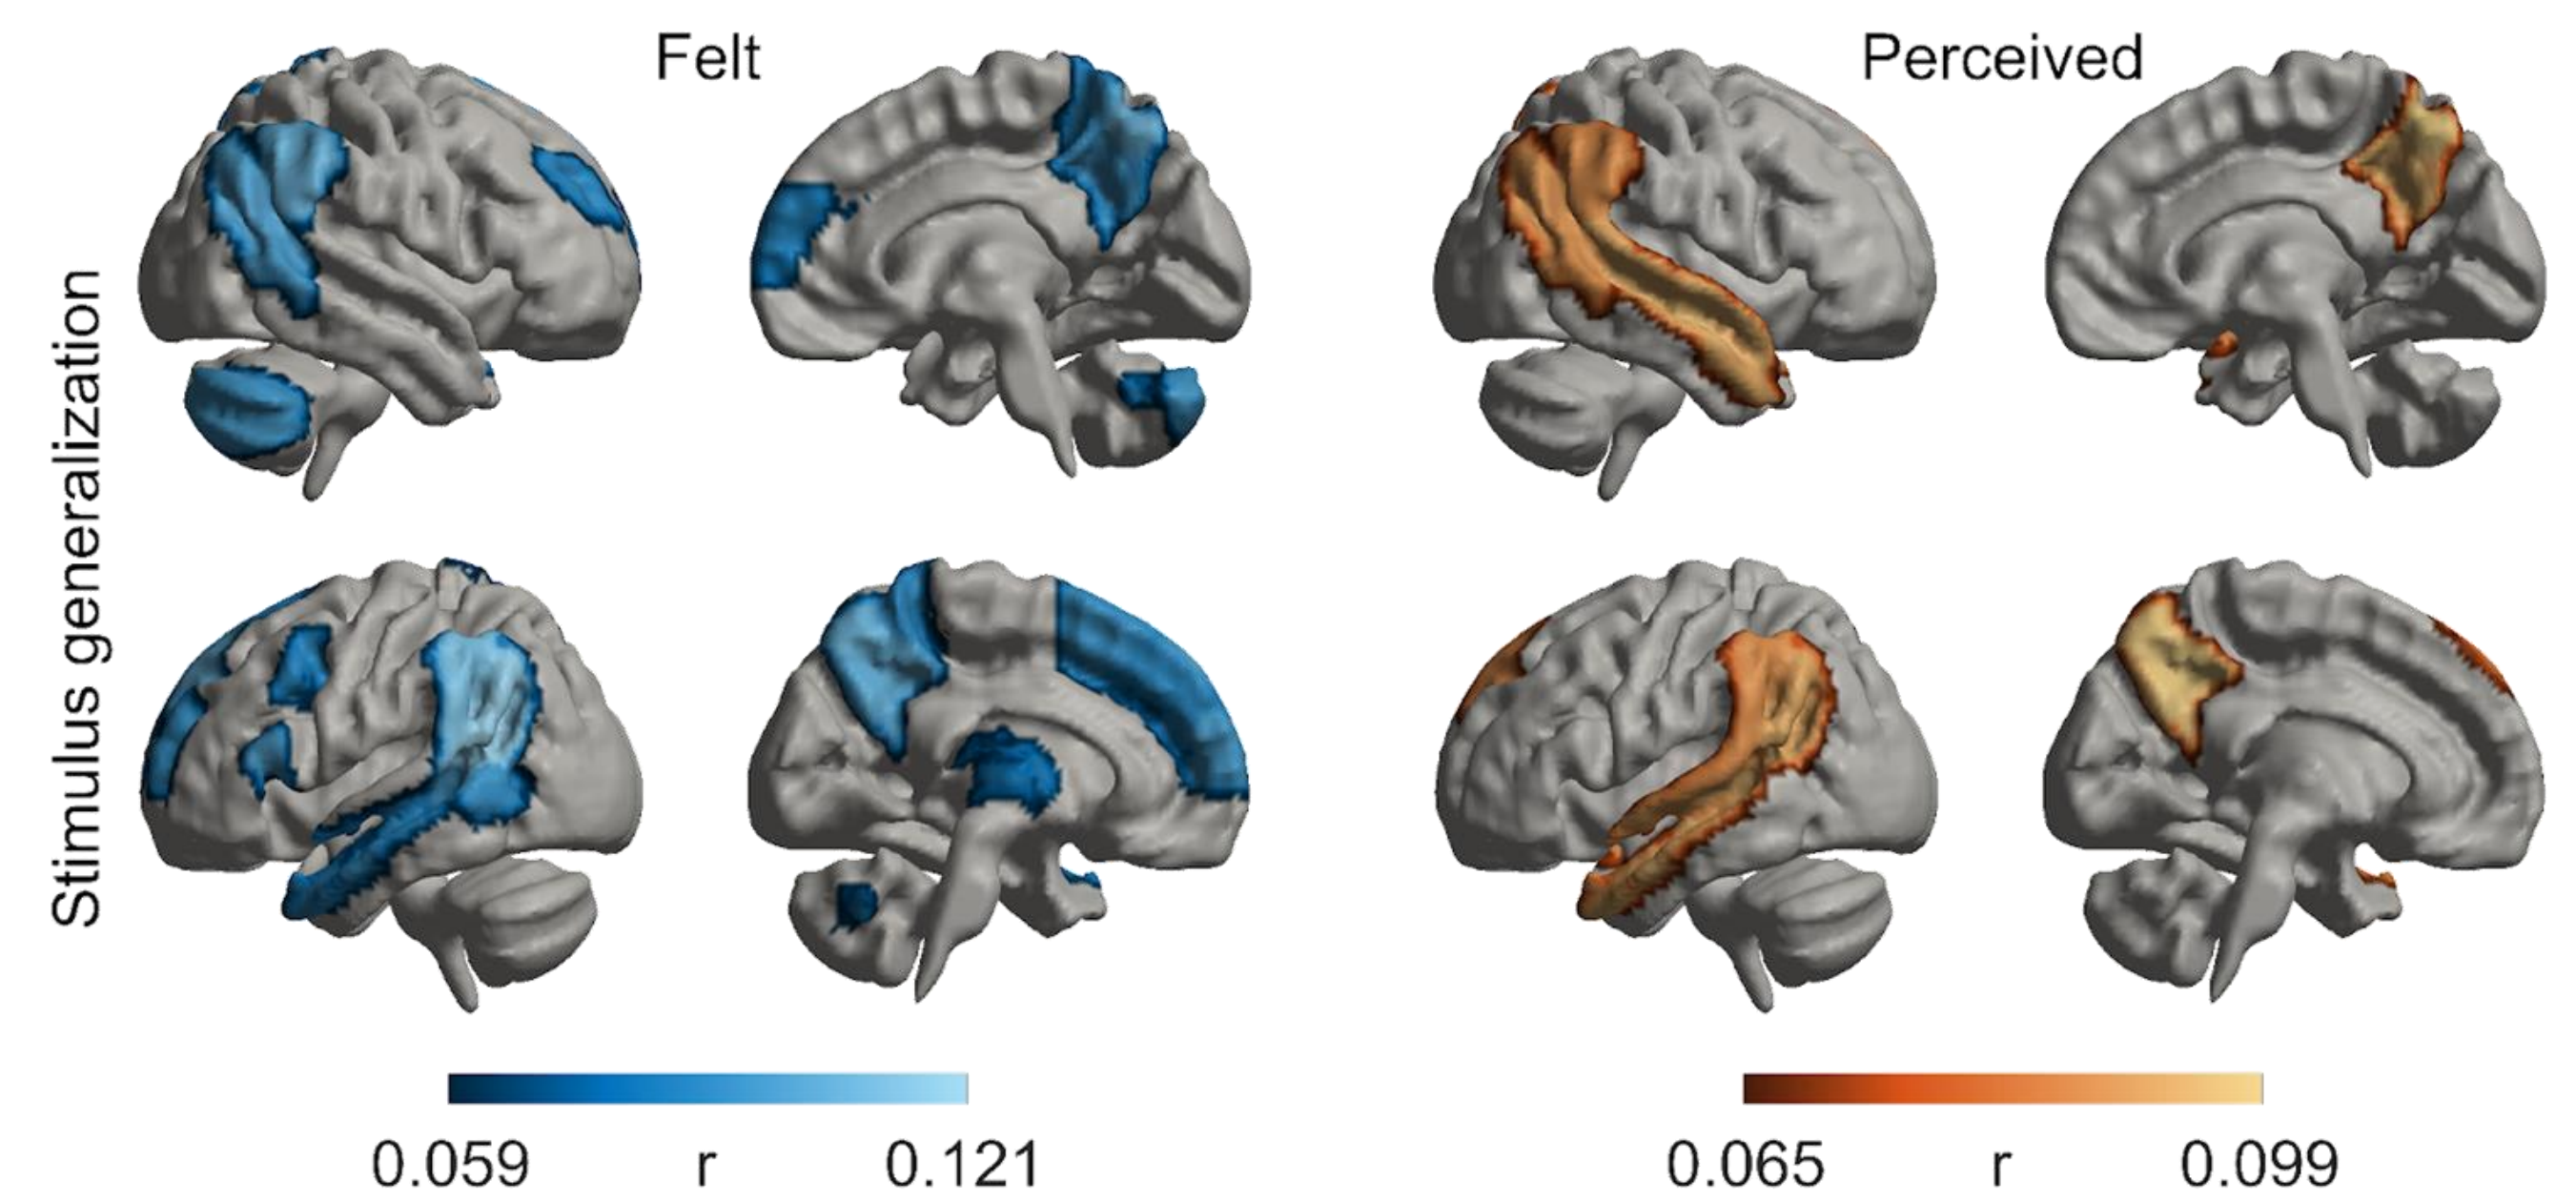 Felt
Perceived
Stimulus generalization
0.059 r 0.121
0.065 r 0.099